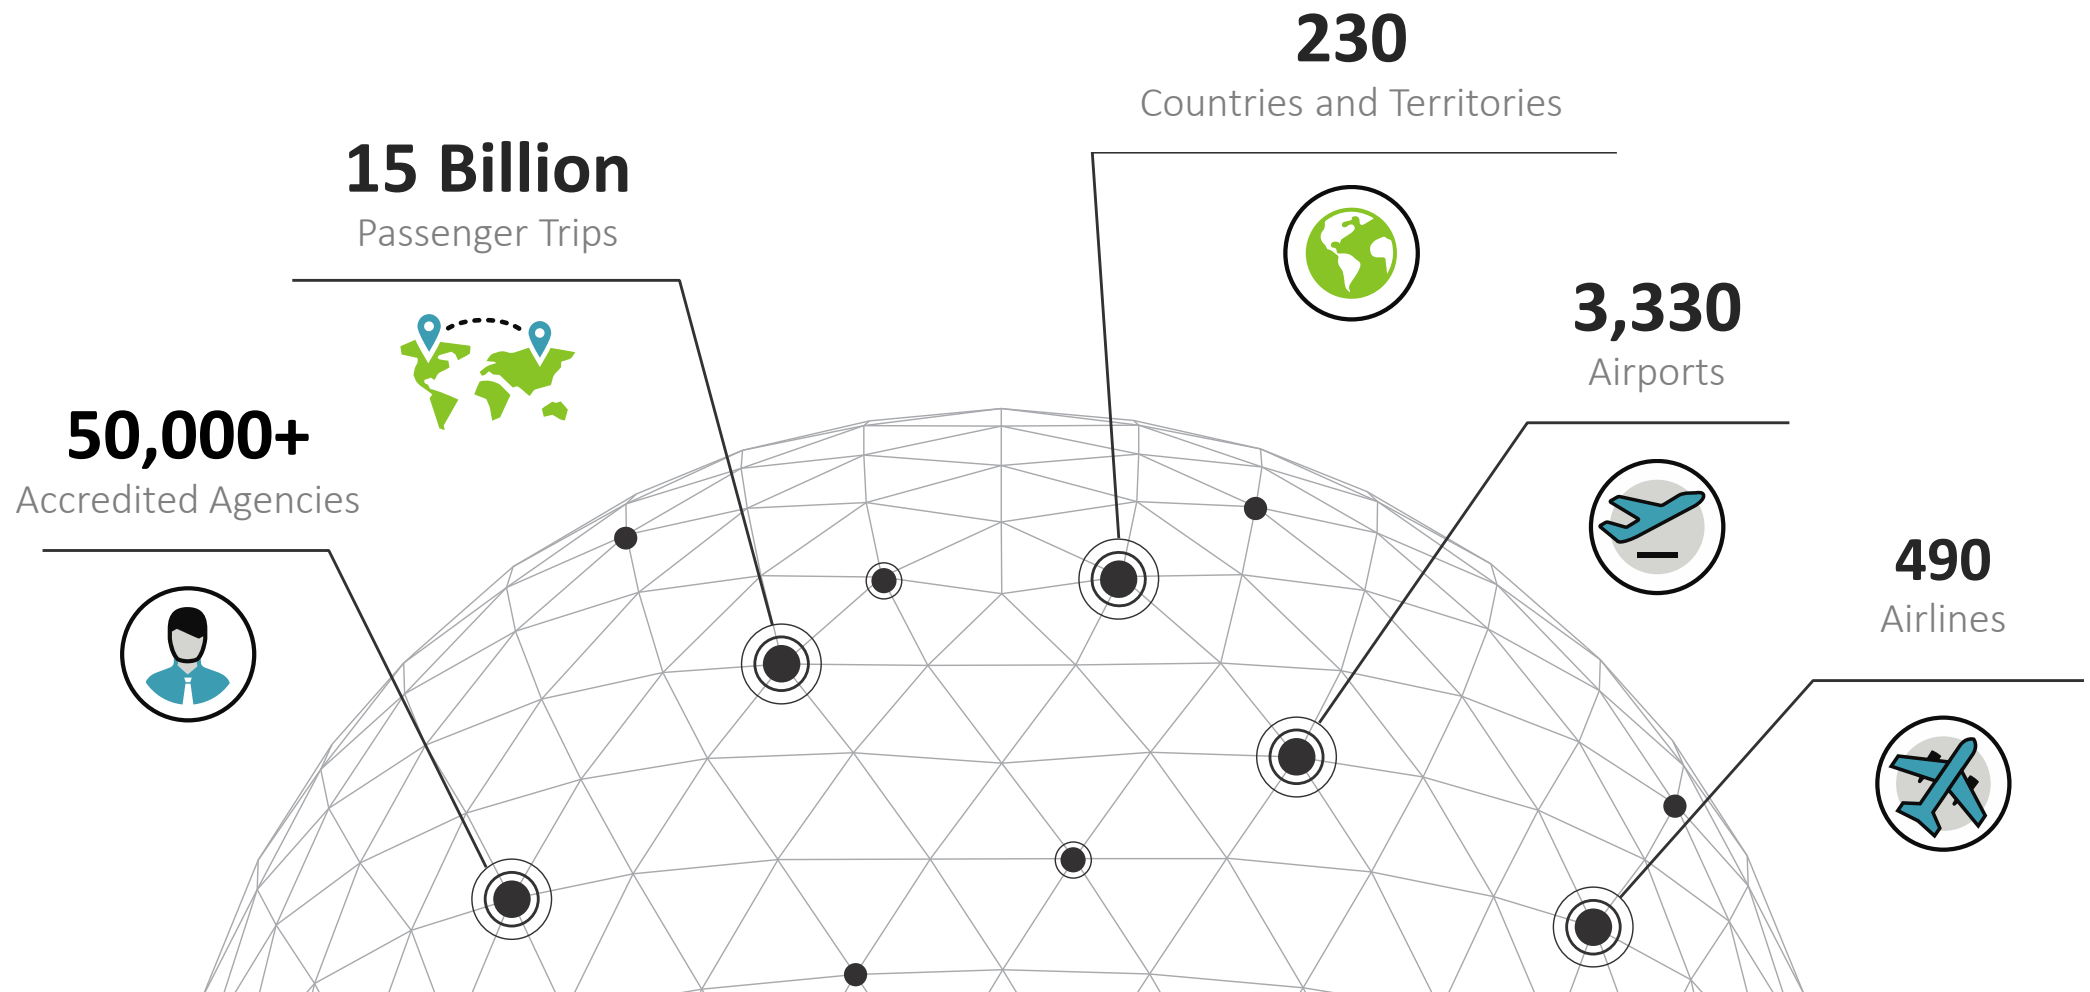 230
Countries and Territories
15 Billion
Passenger Trips
3,330
Airports
50,000+
Accredited Agencies
490
Airlines